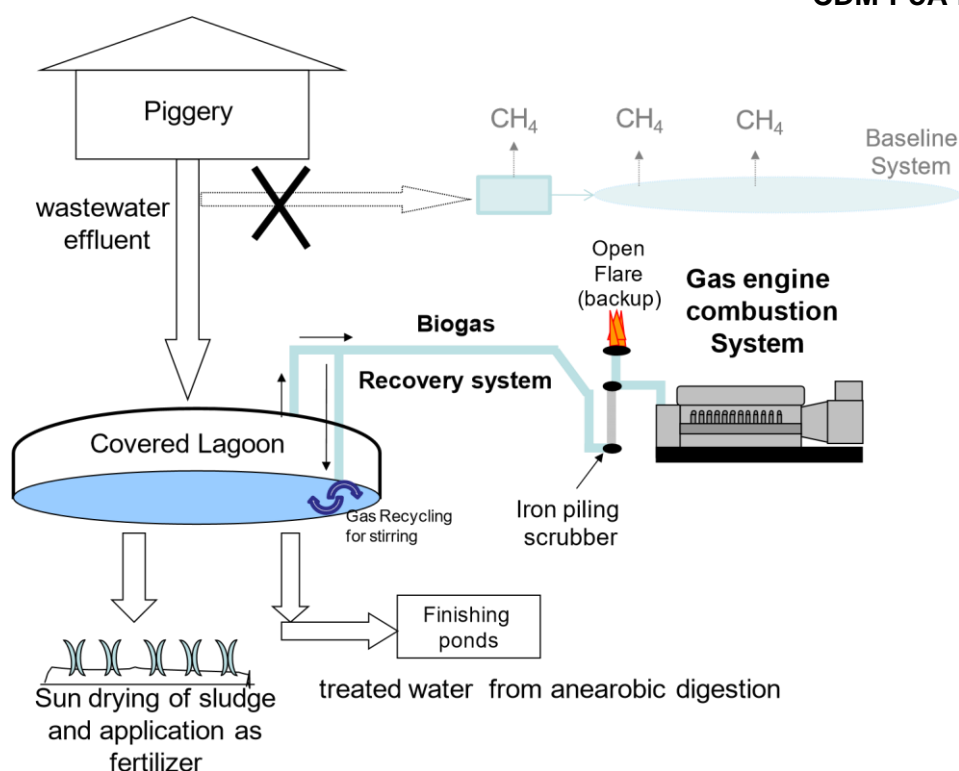 Piggery
CH₄
CH₄
CH₄
Baseline
System
wastewater
effluent
Open
Flare
(backup)
Gas engine
combustion
System
Biogas
Recovery system
Covered Lagoon
Gas Recycling
for stirring
Iron piling
scrubber
Finishing
ponds
treated water from anearobic digestion
Sun drying of sludge
and application as
fertilizer